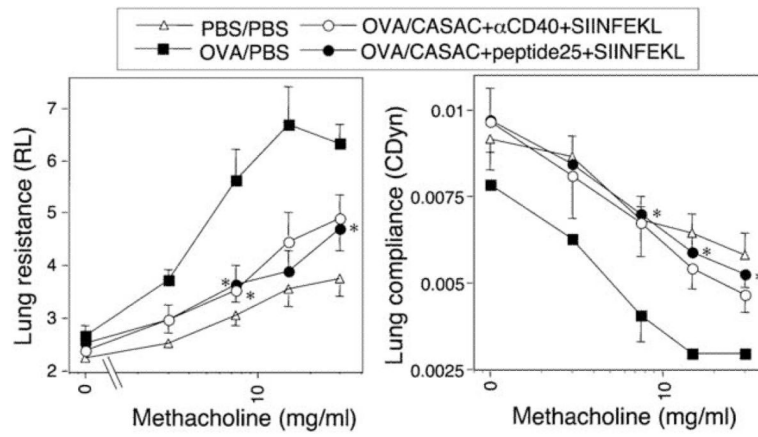 PBS/PBS
OVA/CASAC+αCD40+SIINFEKL
OVA/PBS
OVA/CASAC+peptide25+SIINFEKL
Lung resistance (RL)
7
6
5
4
3
2
*
*
*
0
10
Methacholine (mg/ml)
Lung compliance (CDyn)
0.01
0.0075
0.005
0.0025
*
*
*
0
10
Methacholine (mg/ml)